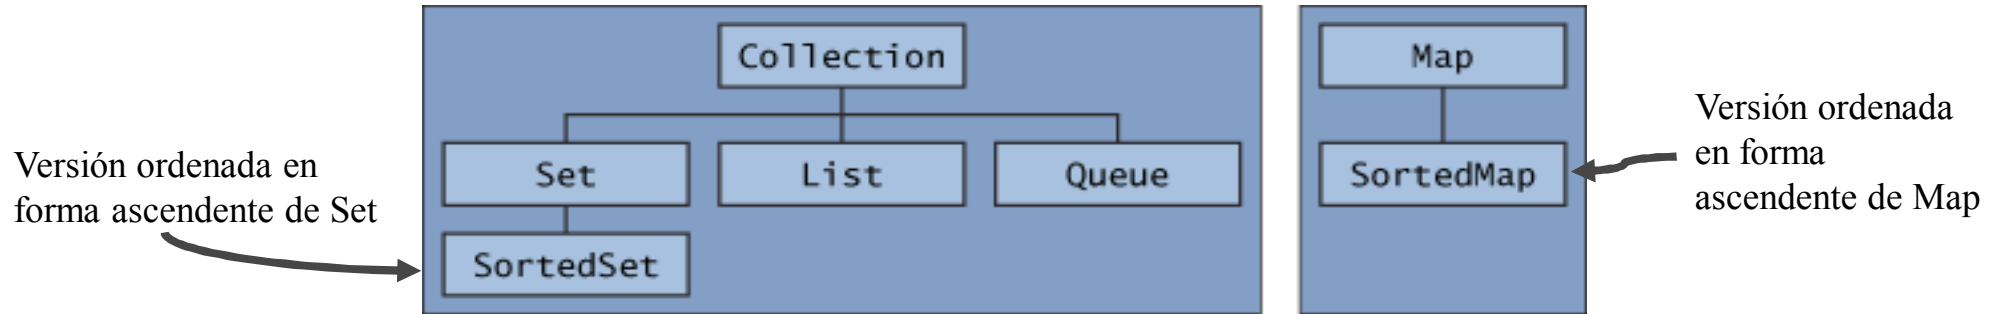 Collection
Map
Set
List
Queue
SortedMap
SortedSet
Versión ordenada en
forma ascendente de Set
Versión ordenada
en forma
ascendente de Map